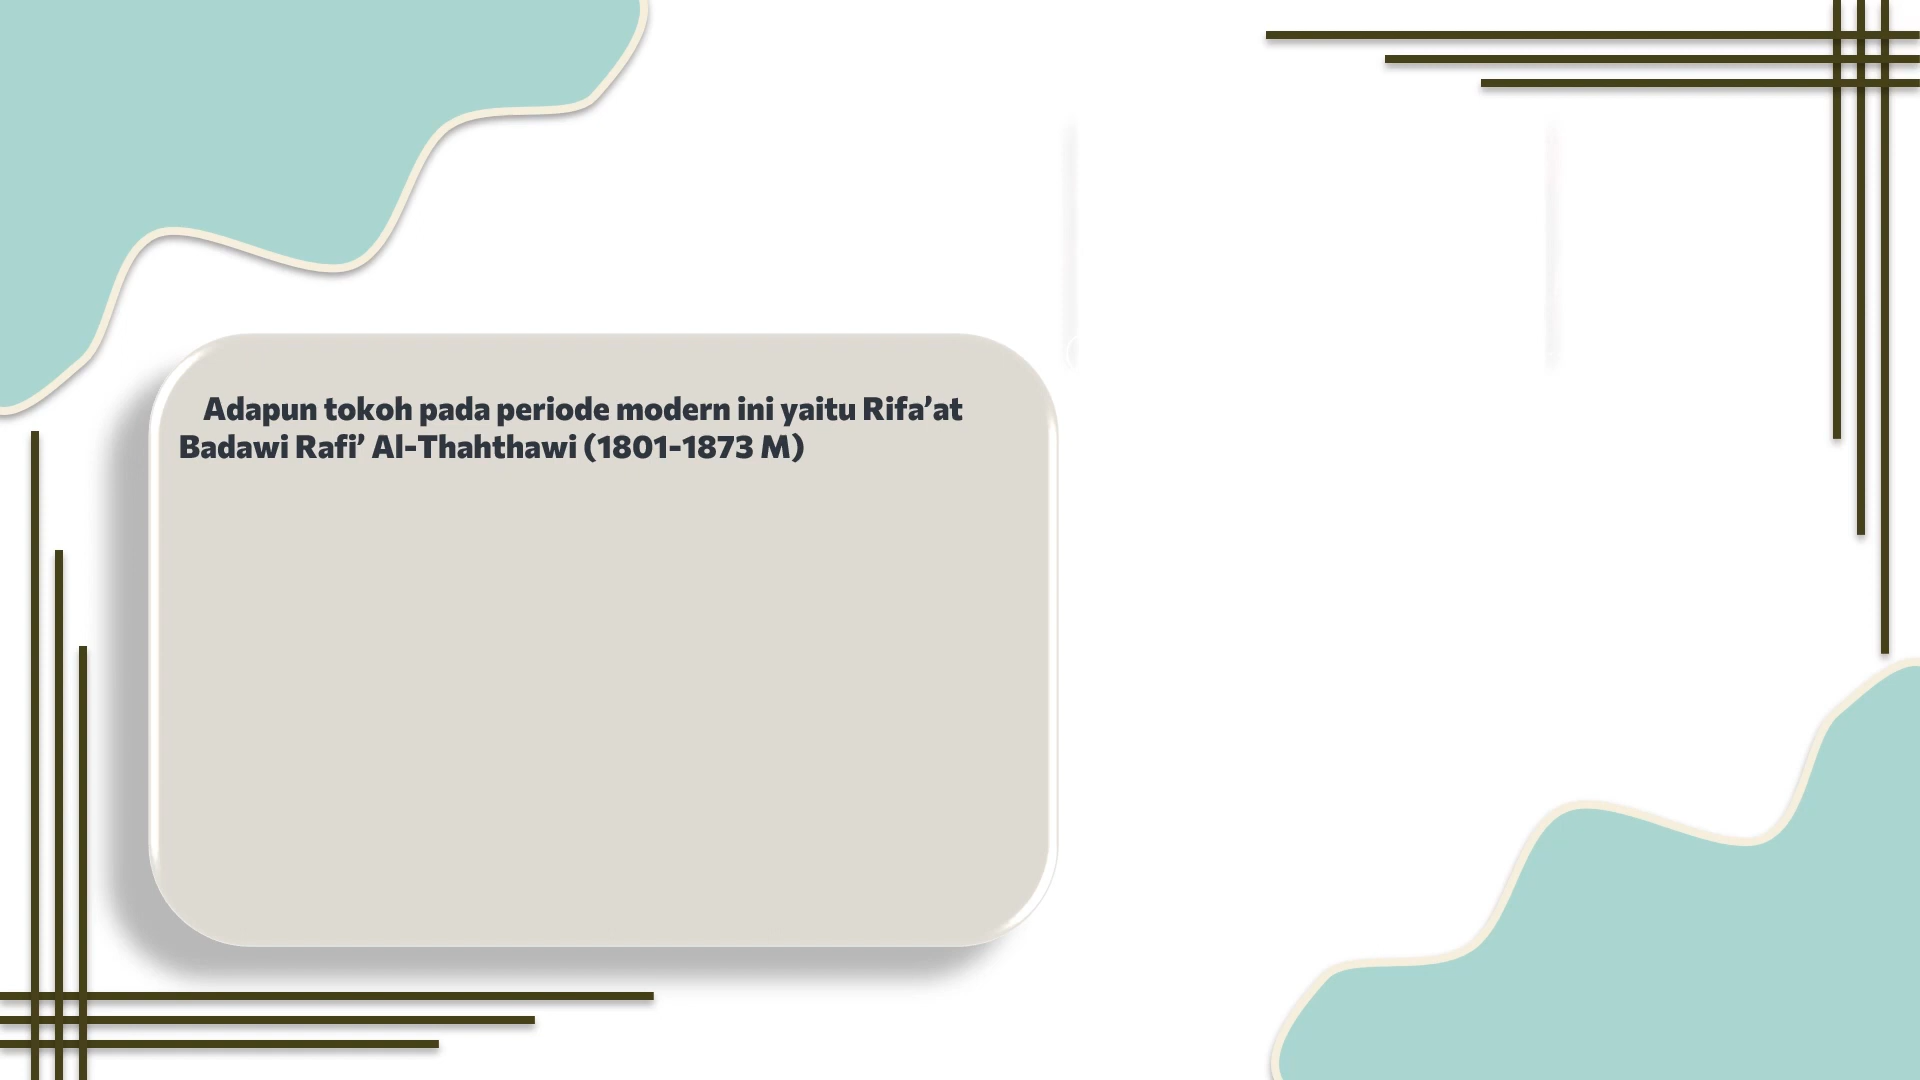 Adapun tokoh pada periode modern ini yaitu Rifa’at
Badawi Rafi’ Al-Thahthawi (1801-1873 M)